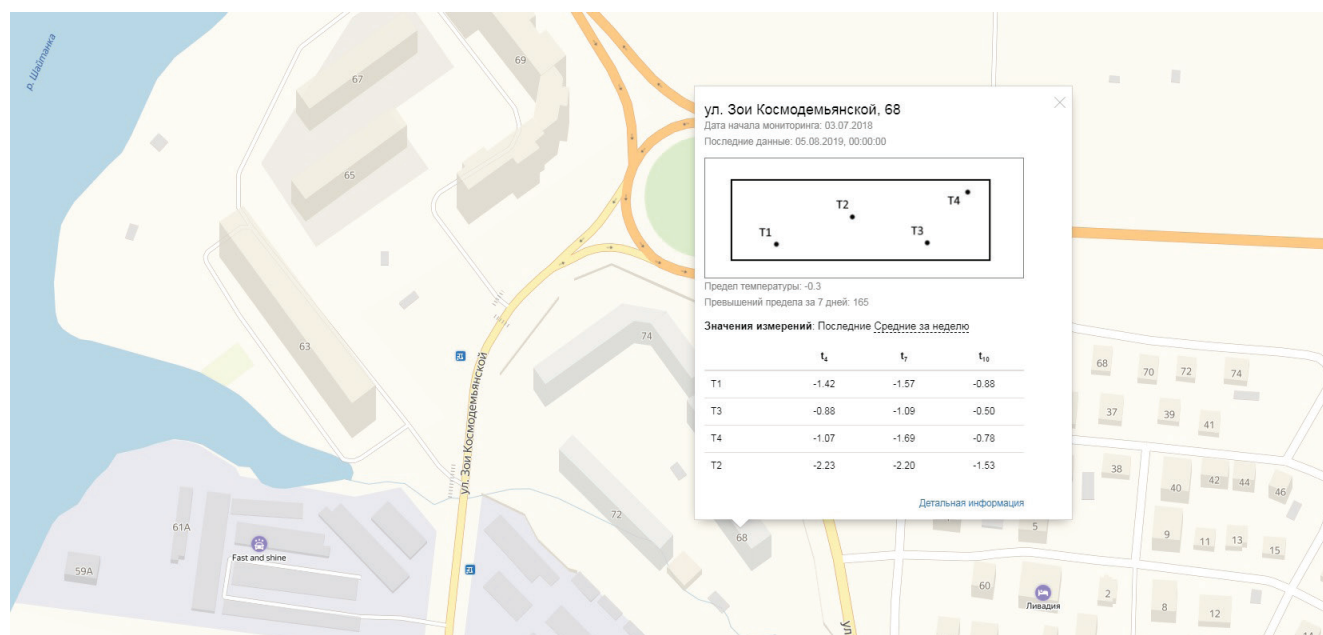 р. Шайтанка
67
69
65
63
74
72
68
61А
59А
Fast and shine
ул. Зои Космодемьянской
ул. Зои Космодемьянской, 68
Дата начала мониторинга: 03.07.2018
Последние данные: 05.08.2019, 00:00:00
T1
T2
T3
T4
Предел температуры: -0.3
Превышений предела за 7 дней: 165
Значения измерений: Последние Средние за неделю
t4 t7 t10
T1 -1.42 -1.57 -0.88
T3 -0.88 -1.09 -0.50
T4 -1.07 -1.69 -0.78
T2 -2.23 -2.20 -1.53
Детальная информация
68
70
72
74
37
39
41
38
40
42
44
46
5
9
11
13
15
60
Ливадия
2
8
12
ул